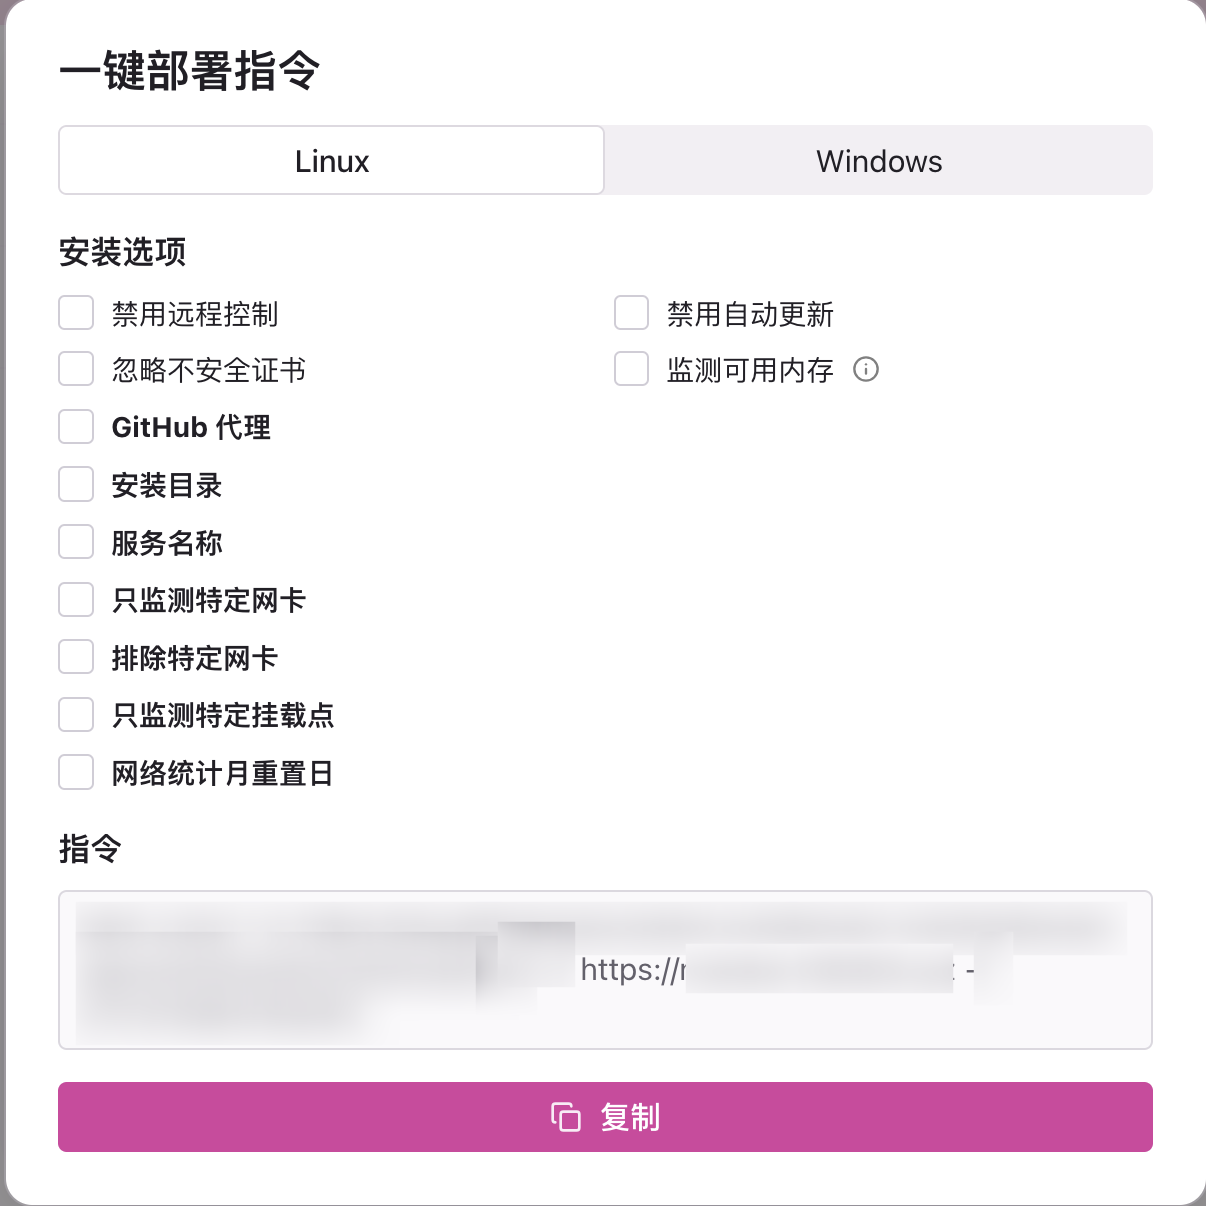 一键部署指令
Linux
Windows
安装选项
禁用远程控制
禁用自动更新
忽略不安全证书
监测可用内存
GitHub 代理
安装目录
服务名称
只监测特定网卡
排除特定网卡
只监测特定挂载点
网络统计月重置日
指令
https://
复制